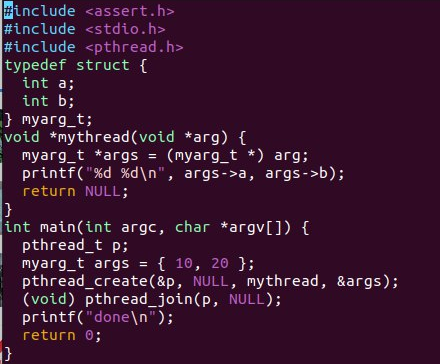 #include <assert.h>
#include <stdio.h>
#include <pthread.h>
typedef struct {
  int a;
  int b;
} myarg_t;
void *mythread(void *arg) {
  myarg_t *args = (myarg_t *) arg;
  printf("%d %d\n", args->a, args->b);
  return NULL;
}
int main(int argc, char *argv[]) {
  pthread_t p;
  myarg_t args = { 10, 20 };
  pthread_create(&p, NULL, mythread, &args);
  (void) pthread_join(p, NULL);
  printf("done\n");
  return 0;
}